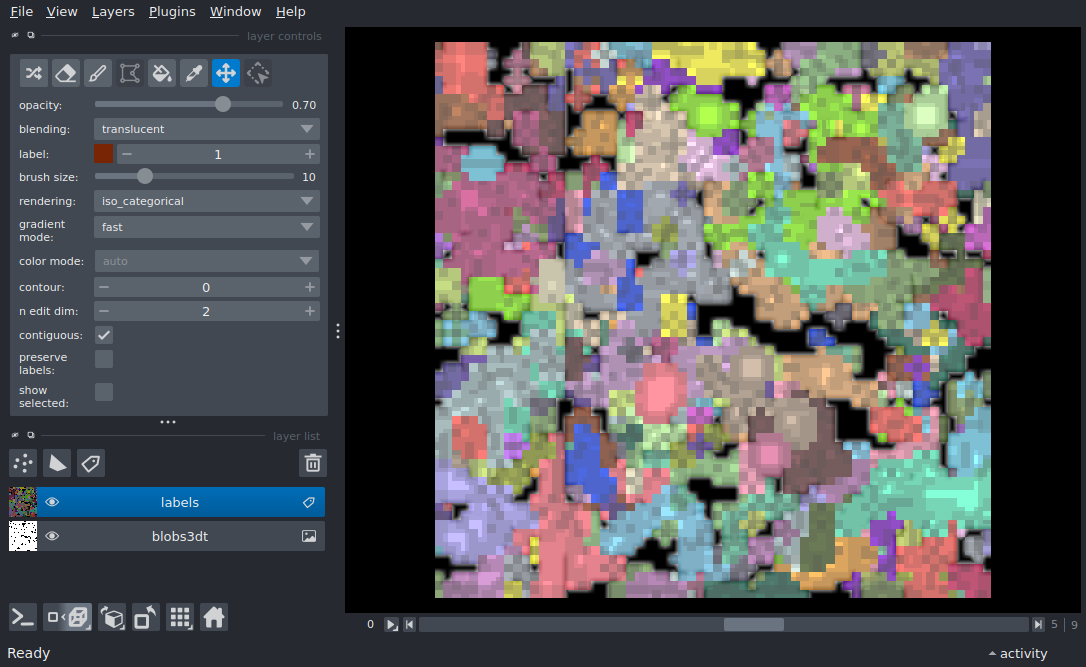 File View Layers Plugins Window Help
layer controls
opacity: 0.70
blending: translucent
label: 1
brush size: 10
rendering: iso_categorical
gradient
mode: fast
color mode: auto
contour: 0
n edit dim: 2
contiguous:
preserve
labels:
show
selected:
layer list
labels
blobs3dt
0 5 | 9
Ready activity